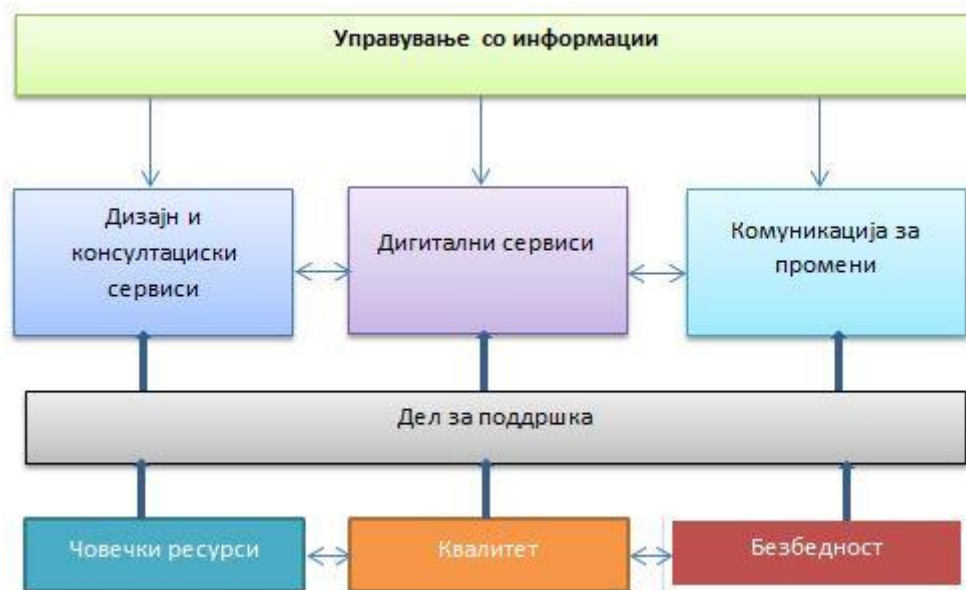 Управување со информации
Дизајн и
консултациски
сервиси
Дигитални сервиси
Комуникација за
промени
Дел за поддршка
Човечки ресурси
Квалитет
Безбедност